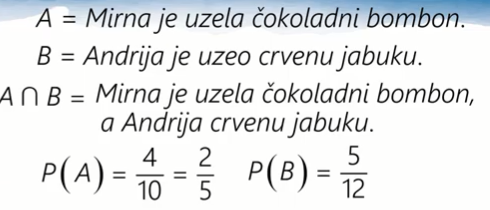 A = Mirna je uzela čokoladni bombon.
B = Andrija je uzeo crvenu jabuku.
A ∩ B = Mirna je uzela čokoladni bombon,
a Andrija crvenu jabuku.
P(A) = 4/10 = 2/5 P(B) = 5/12